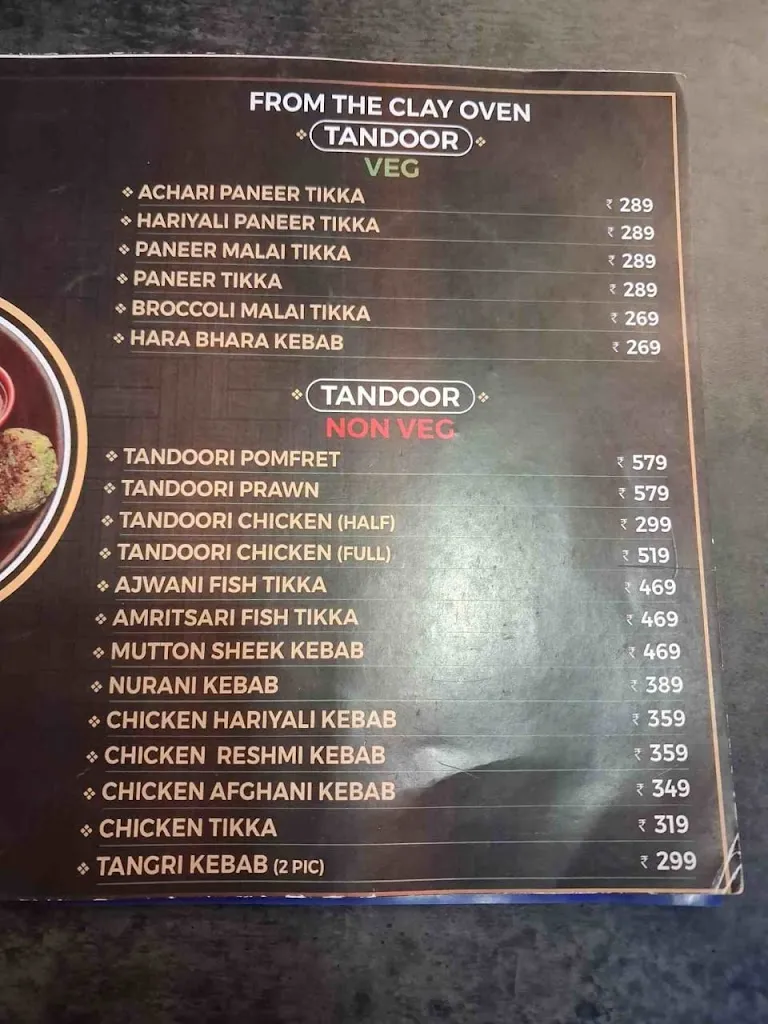 FROM THE CLAY OVEN
TANDOOR
VEG
ACHARI PANEER TIKKA ₹ 289
HARIYALI PANEER TIKKA ₹ 289
PANEER MALAI TIKKA ₹ 289
PANEER TIKKA ₹ 289
BROCCOLI MALAI TIKKA ₹ 269
HARA BHARA KEBAB ₹ 269
TANDOOR
NON VEG
TANDOORI POMFRET ₹ 579
TANDOORI PRAWN ₹ 579
TANDOORI CHICKEN (HALF) ₹ 299
TANDOORI CHICKEN (FULL) ₹ 519
AJWANI FISH TIKKA ₹ 469
AMRITSARI FISH TIKKA ₹ 469
MUTTON SHEEK KEBAB ₹ 469
NURANI KEBAB ₹ 389
CHICKEN HARIYALI KEBAB ₹ 359
CHICKEN RESHMI KEBAB ₹ 359
CHICKEN AFGHANI KEBAB ₹ 349
CHICKEN TIKKA ₹ 319
TANGRI KEBAB (2 PIC) ₹ 299